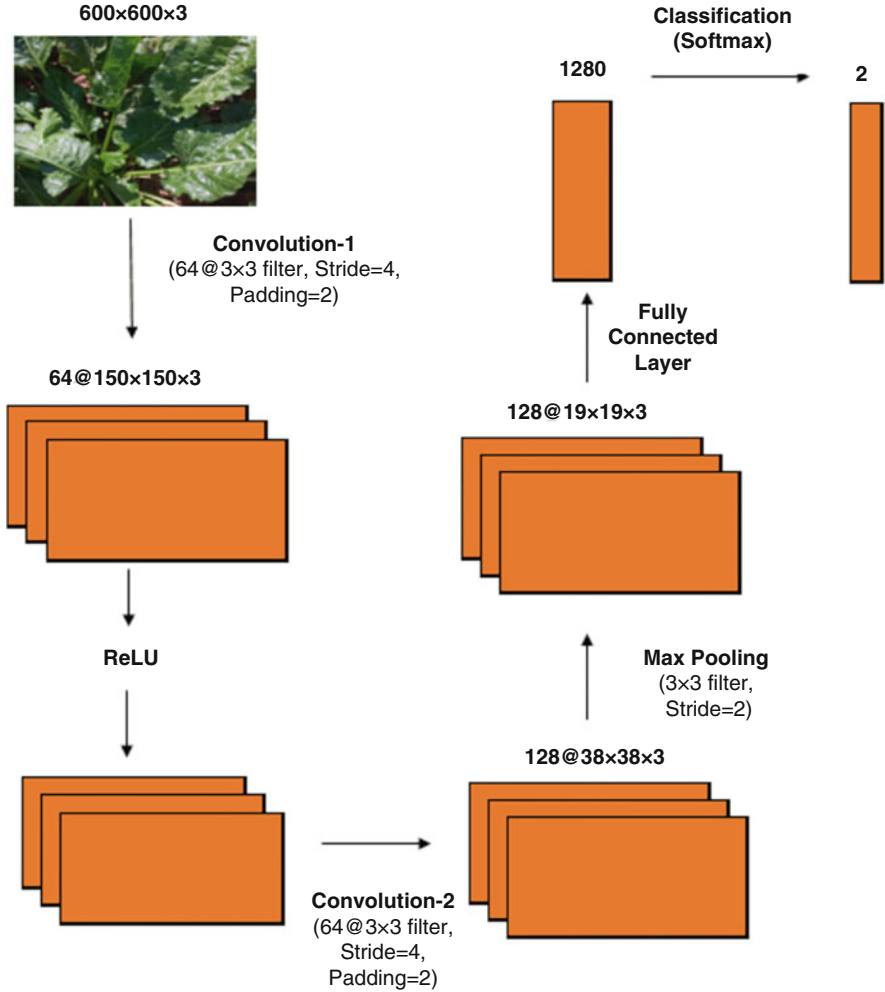 600×600×3
Convolution-1
(64@3×3 filter, Stride=4,
Padding=2)
64@150×150×3
ReLU
Convolution-2
(64@3×3 filter,
Stride=4,
Padding=2)
128@38×38×3
Max Pooling
(3×3 filter,
Stride=2)
128@19×19×3
Fully
Connected
Layer
1280
Classification
(Softmax)
2